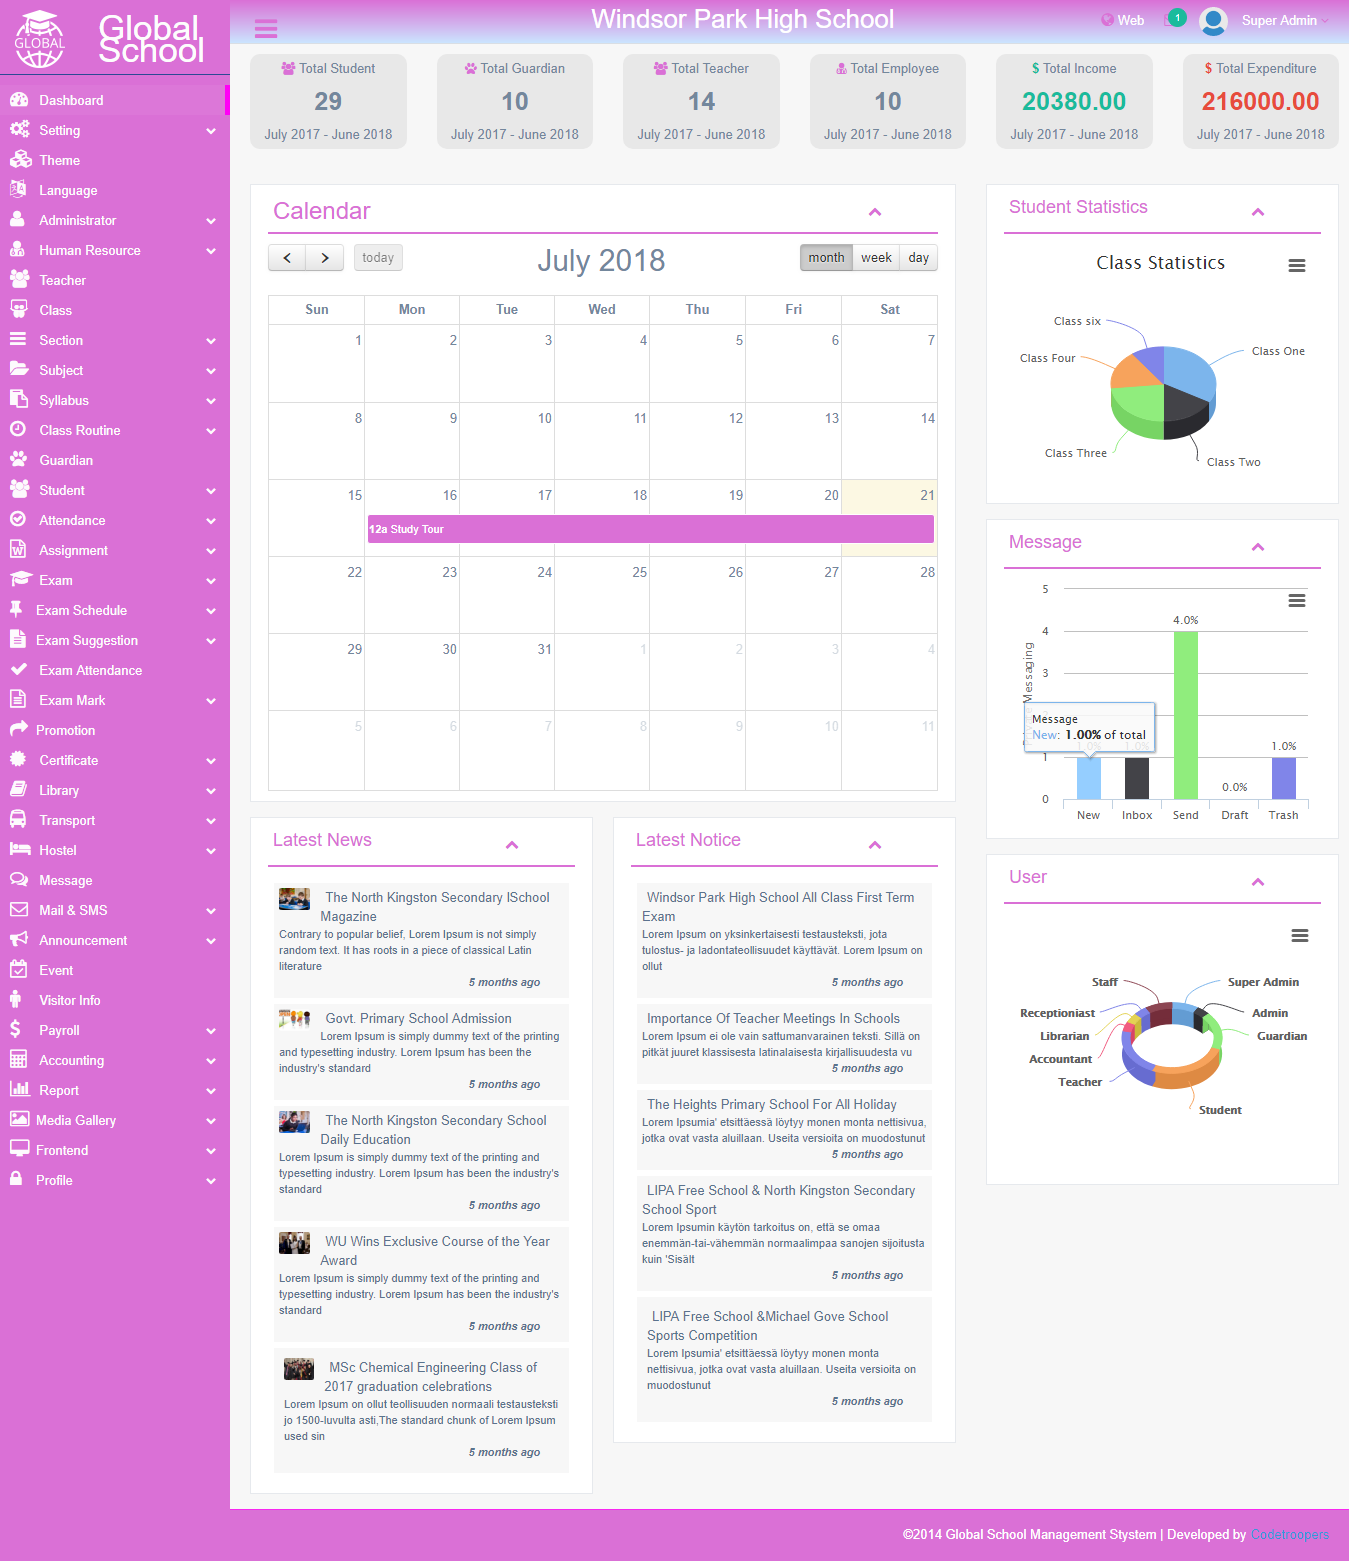 GLOBAL
Global
School
Windsor Park High School
Web
1
Super Admin
Dashboard
Setting
Theme
Language
Administrator
Human Resource
Teacher
Class
Section
Subject
Syllabus
Class Routine
Guardian
Student
Attendance
Assignment
Exam
Exam Schedule
Exam Suggestion
Exam Attendance
Exam Mark
Promotion
Certificate
Library
Transport
Hostel
Message
Mail & SMS
Announcement
Event
Visitor Info
Payroll
Accounting
Report
Media Gallery
Frontend
Profile
Total Student
29
July 2017 - June 2018
Total Guardian
10
July 2017 - June 2018
Total Teacher
14
July 2017 - June 2018
Total Employee
10
July 2017 - June 2018
$ Total Income
20380.00
July 2017 - June 2018
$ Total Expenditure
216000.00
July 2017 - June 2018
Calendar
today
July 2018
month week day
Sun Mon Tue Wed Thu Fri Sat
1 2 3 4 5 6 7
8 9 10 11 12 13 14
15 16 17 18 19 20 21
12a Study Tour
22 23 24 25 26 27 28
29 30 31 1 2 3 4
5 6 7 8 9 10 11
Student Statistics
Class Statistics
Class six
Class One
Class Four
Class Three
Class Two
Message
5
4.0%
4
3
Messaging
2
Message
New: 1.00% of total
1.0% 1.0% 1.0%
1
0.0%
0
New Inbox Send Draft Trash
User
Staff
Super Admin
Receptioniast
Admin
Librarian
Guardian
Accountant
Teacher
Student
Latest News
The North Kingston Secondary lSchool
Magazine
Contrary to popular belief, Lorem Ipsum is not simply
random text. It has roots in a piece of classical Latin
literature
5 months ago
Govt. Primary School Admission
Lorem Ipsum is simply dummy text of the printing
and typesetting industry. Lorem Ipsum has been the
industry's standard
5 months ago
The North Kingston Secondary School
Daily Education
Lorem Ipsum is simply dummy text of the printing and
typesetting industry. Lorem Ipsum has been the industry's
standard
5 months ago
WU Wins Exclusive Course of the Year
Award
Lorem Ipsum is simply dummy text of the printing and
typesetting industry. Lorem Ipsum has been the industry's
standard
5 months ago
MSc Chemical Engineering Class of
2017 graduation celebrations
Lorem Ipsum on ollut teollisuuden normaali testausteksti
jo 1500-luvulta asti,The standard chunk of Lorem Ipsum
used sin
5 months ago
Latest Notice
Windsor Park High School All Class First Term
Exam
Lorem Ipsum on yksinkertaisesti testausteksti, jota
tulostus- ja ladontateollisuudet käyttävät. Lorem Ipsum on
ollut
5 months ago
Importance Of Teacher Meetings In Schools
Lorem Ipsum ei ole vain sattumanvarainen teksti. Sillä on
pitkät juuret klassisesta latinalaisesta kirjallisuudesta vu
5 months ago
The Heights Primary School For All Holiday
Lorem Ipsumia' etsittäessä löytyy monen monta nettisivua,
jotka ovat vasta aluillaan. Useita versioita on muodostunut
5 months ago
LIPA Free School & North Kingston Secondary
School Sport
Lorem Ipsumin käytön tarkoitus on, että se omaa
enemmän-tai-vähemmän normaalimpaa sanojen sijoitusta
kuin 'Sisält
5 months ago
LIPA Free School &Michael Gove School
Sports Competition
Lorem Ipsumia' etsittäessä löytyy monen monta
nettisivua, jotka ovat vasta aluillaan. Useita versioita on
muodostunut
5 months ago
©2014 Global School Management Stystem | Developed by Codetroopers